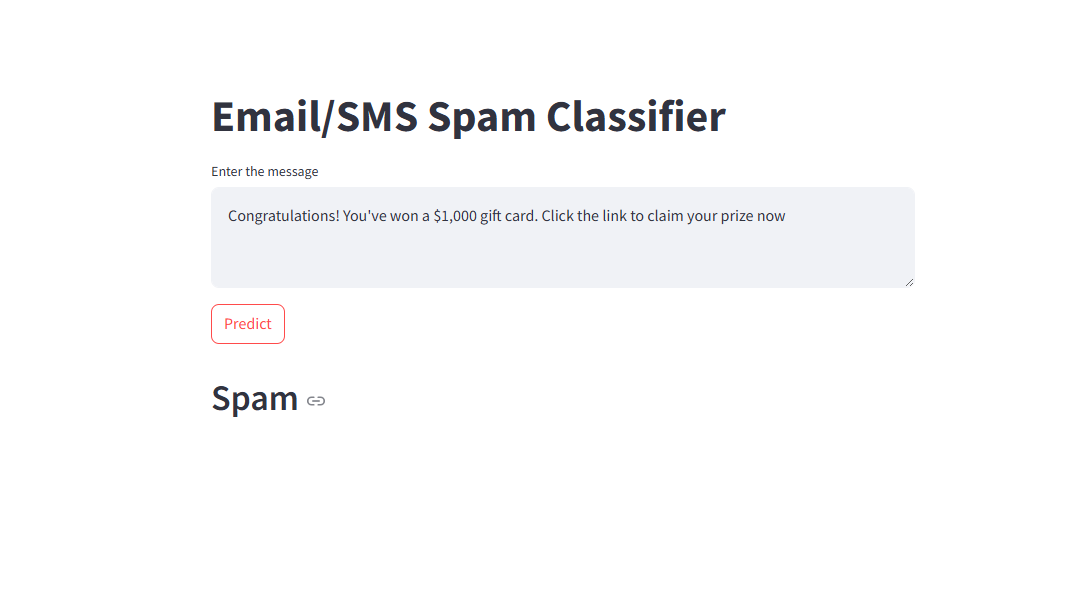 Email/SMS Spam Classifier
Enter the message
Congratulations! You've won a $1,000 gift card. Click the link to claim your prize now
Predict
Spam